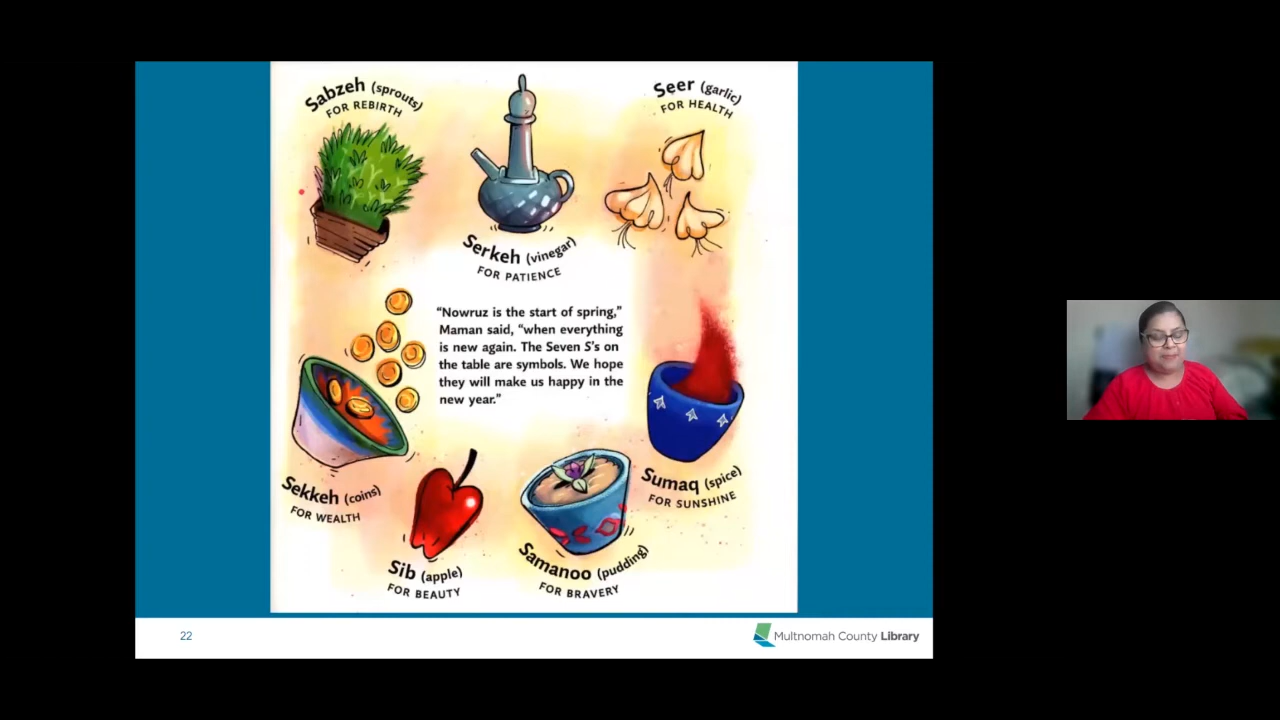 Sabzeh (sprouts)
FOR REBIRTH
Serkeh (vinegar)
FOR PATIENCE
Seer (garlic)
FOR HEALTH
“Nowruz is the start of spring,”
Maman said, “when everything
is new again. The Seven S’s on
the table are symbols. We hope
they will make us happy in the
new year.”
Sekkeh (coins)
FOR WEALTH
Sib (apple)
FOR BEAUTY
Samanoo (pudding)
FOR BRAVERY
Sumaq (spice)
FOR SUNSHINE
22
Multnomah County Library